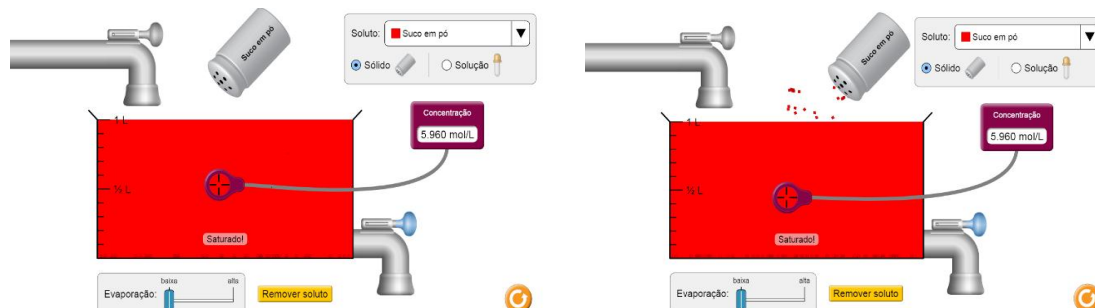 Suco em pó
Soluto: Suco em pó
Sólido Solução
Concentração
5.960 mol/L
1 L
½ L
Saturado!
Evaporação: baixa alta
Remover soluto
Suco em pó
Soluto: Suco em pó
Sólido Solução
Concentração
5.960 mol/L
1 L
½ L
Saturado!
Evaporação: baixa alta
Remover soluto